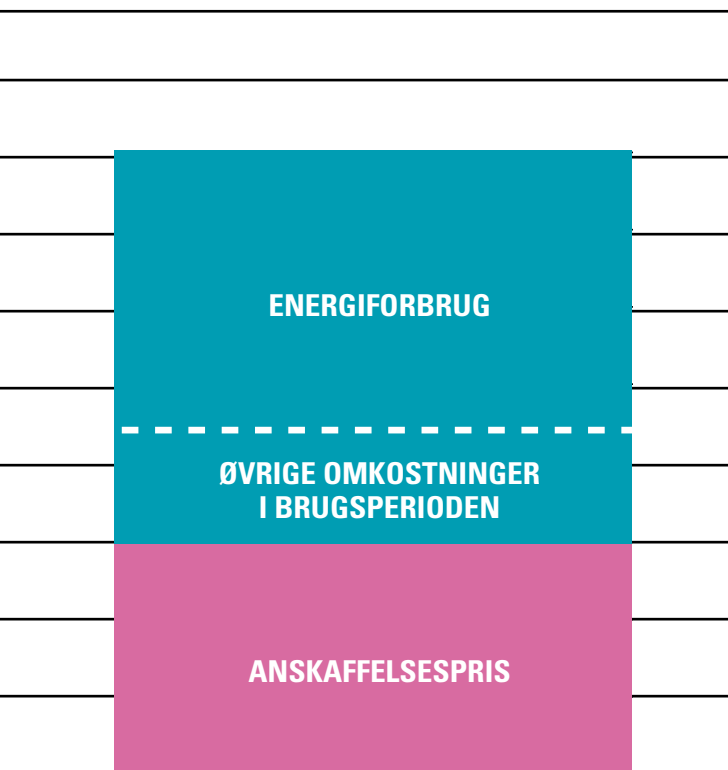 ENERGIFORBRUG
ØVRIGE OMKOSTNINGER
I BRUGSPERIODEN
ANSKAFFELSESPRIS